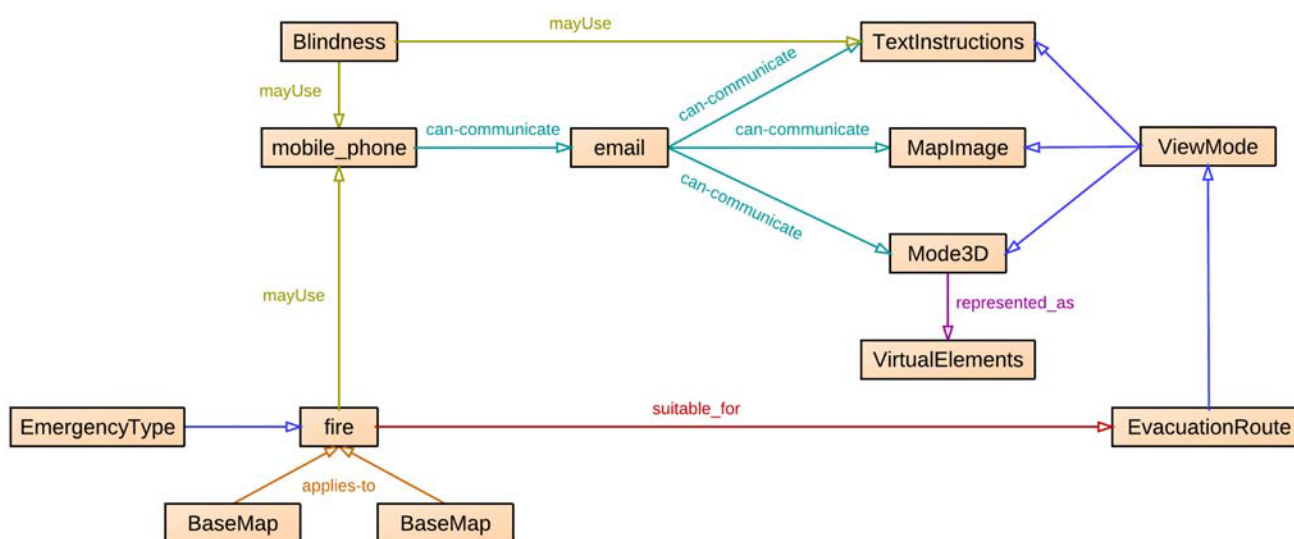 mayUse
Blindness
TextInstructions
can-communicate
mayUse
can-communicate
can-communicate
mobile_phone
email
MapImage
ViewMode
can-communicate
Mode3D
mayUse
represented_as
VirtualElements
suitable_for
EmergencyType
fire
EvacuationRoute
applies-to
BaseMap
BaseMap